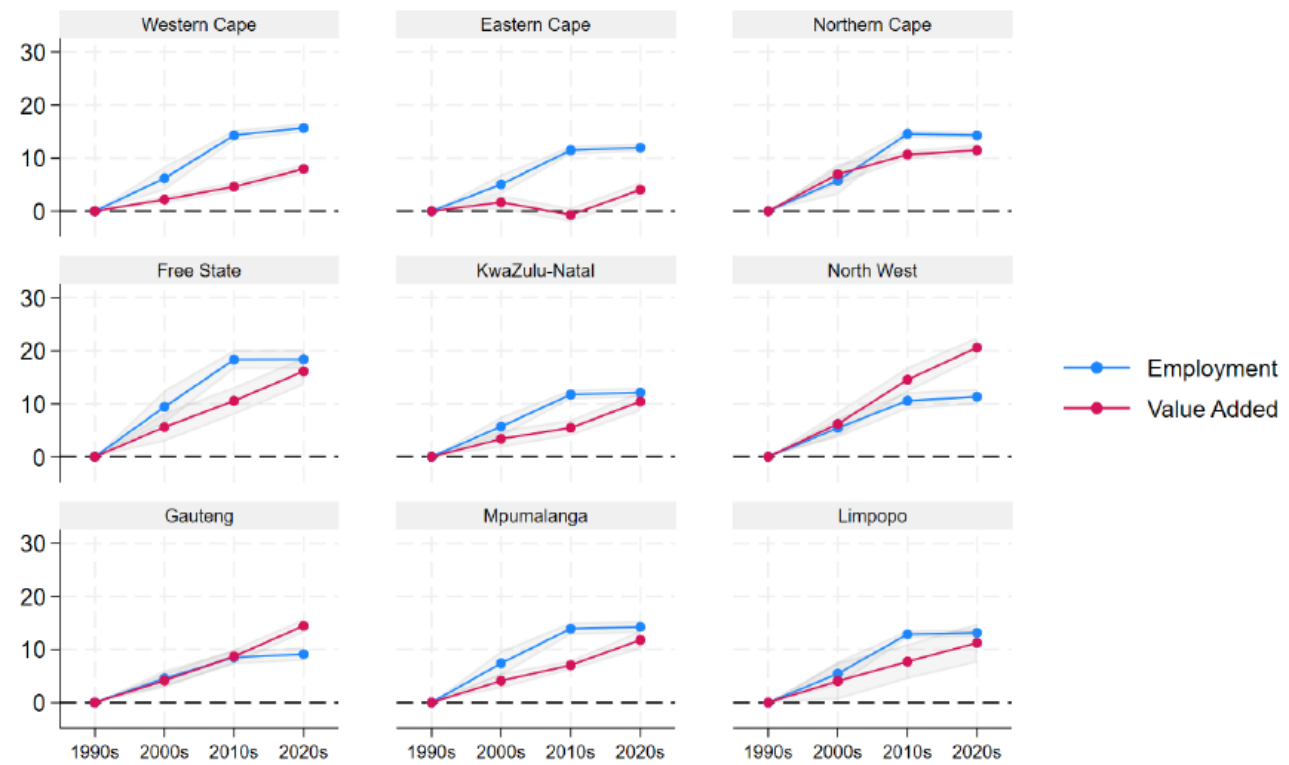 Western Cape
Eastern Cape
Northern Cape
30
20
10
0
Free State
KwaZulu-Natal
North West
30
20
10
0
Employment
Value Added
Gauteng
Mpumalanga
Limpopo
30
20
10
0
1990s 2000s 2010s 2020s
1990s 2000s 2010s 2020s
1990s 2000s 2010s 2020s